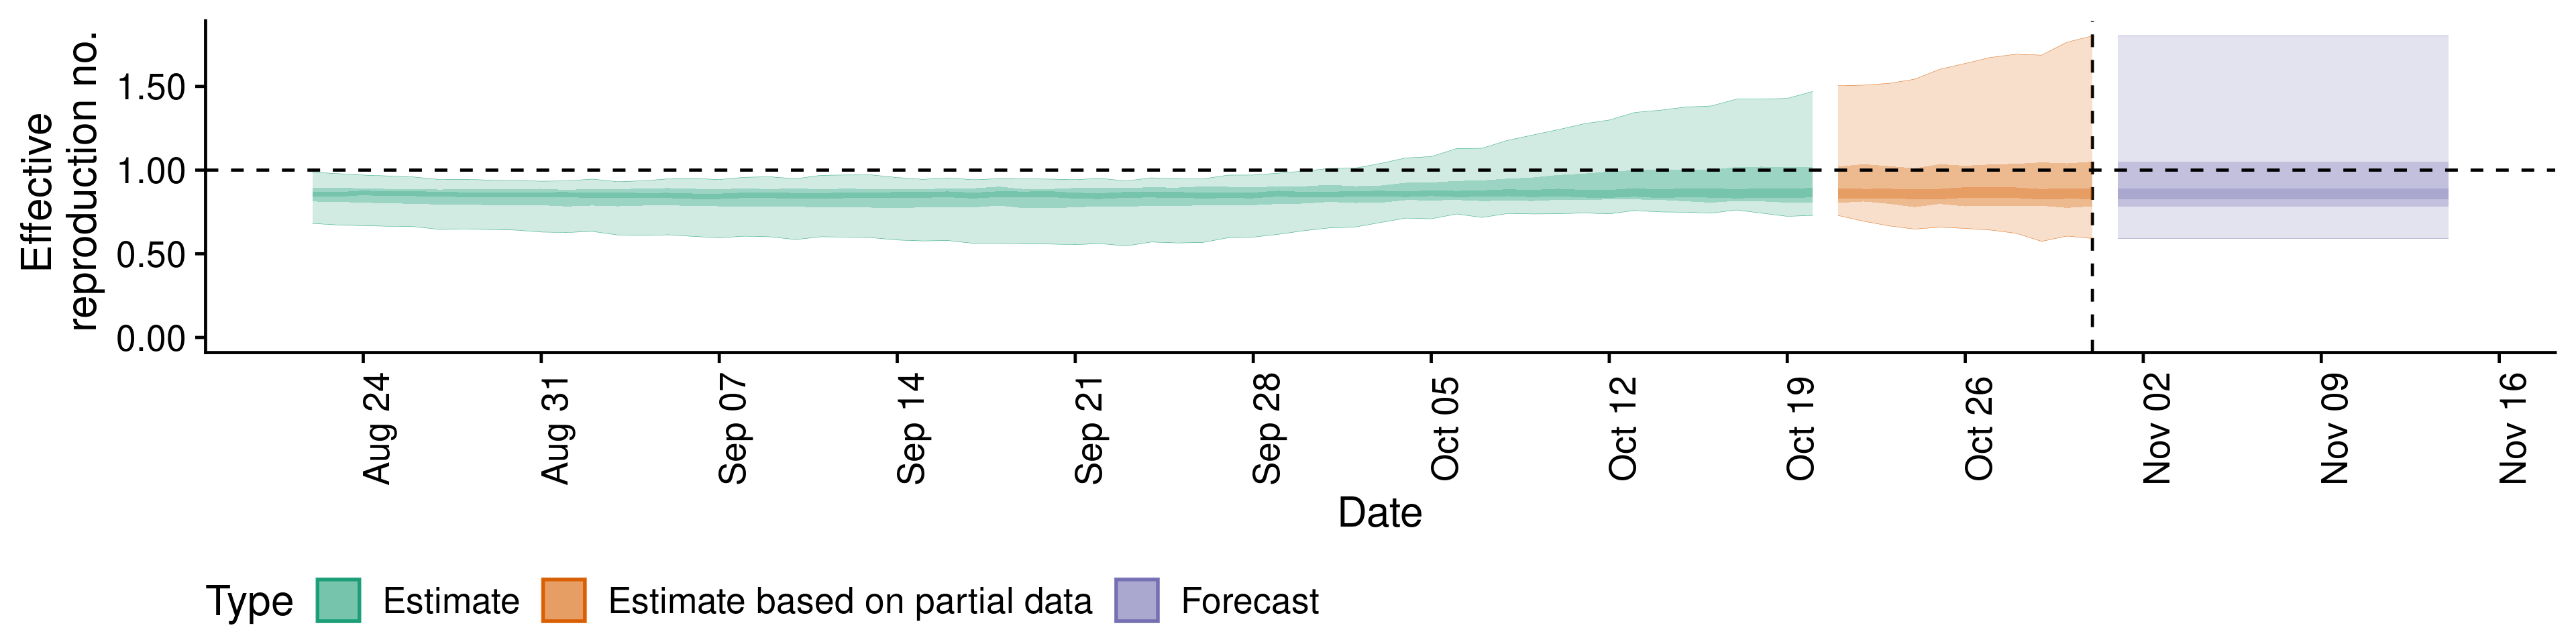 Effective
reproduction no.
1.50
1.00
0.50
0.00
Aug 24
Aug 31
Sep 07
Sep 14
Sep 21
Sep 28
Oct 05
Oct 12
Oct 19
Oct 26
Nov 02
Nov 09
Nov 16
Date
Type Estimate Estimate based on partial data Forecast